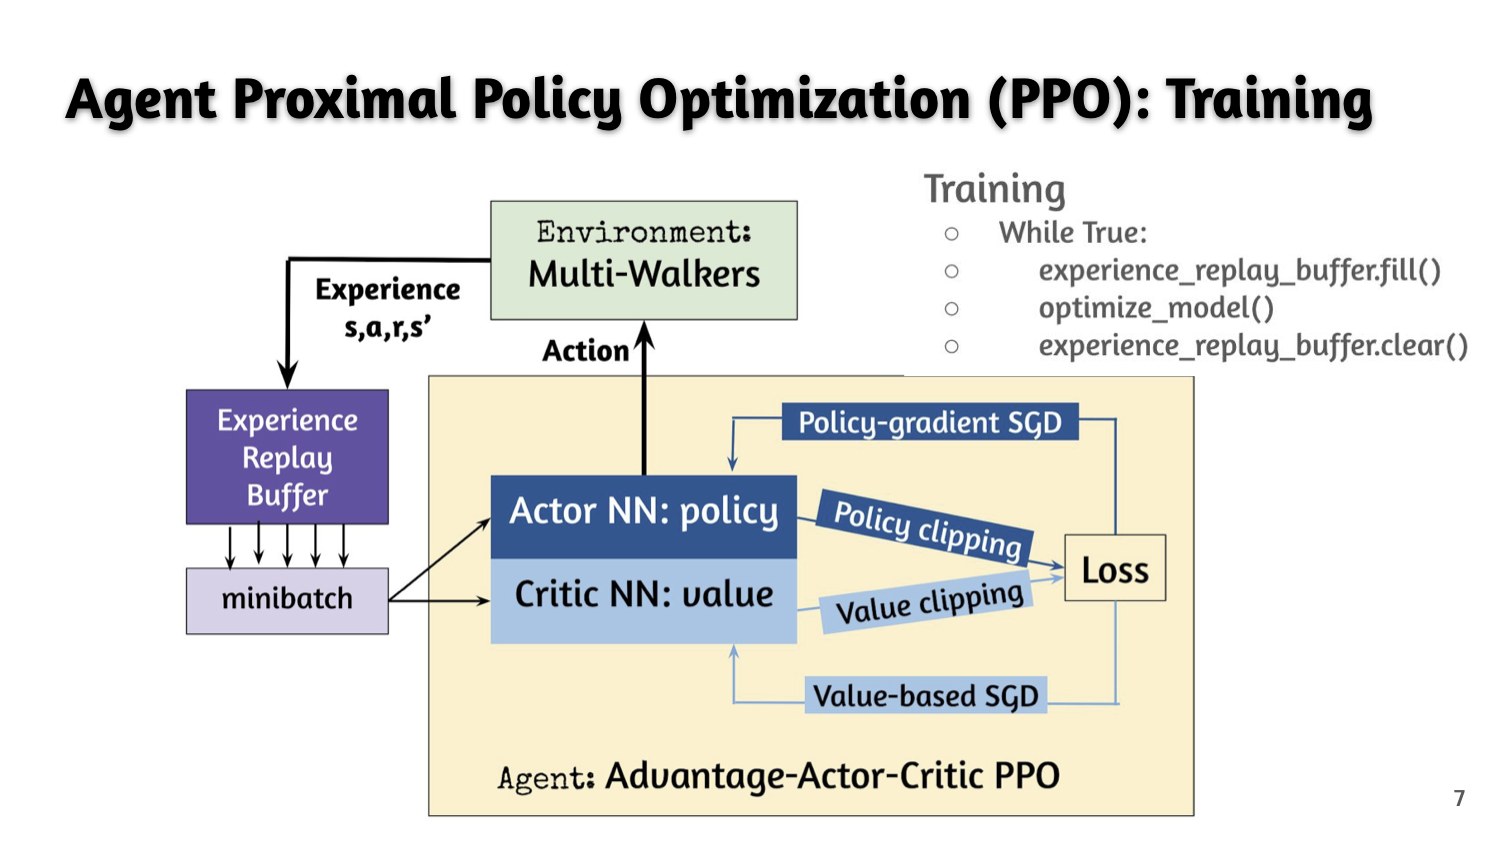 Agent Proximal Policy Optimization (PPO): Training
Training
○ While True:
○ experience_replay_buffer.fill()
○ optimize_model()
○ experience_replay_buffer.clear()
Environment:
Multi-Walkers
Experience
s,a,r,s’
Action
Experience
Replay
Buffer
minibatch
Policy-gradient SGD
Actor NN: policy
Policy clipping
Loss
Critic NN: value
Value clipping
Value-based SGD
Agent: Advantage-Actor-Critic PPO
7